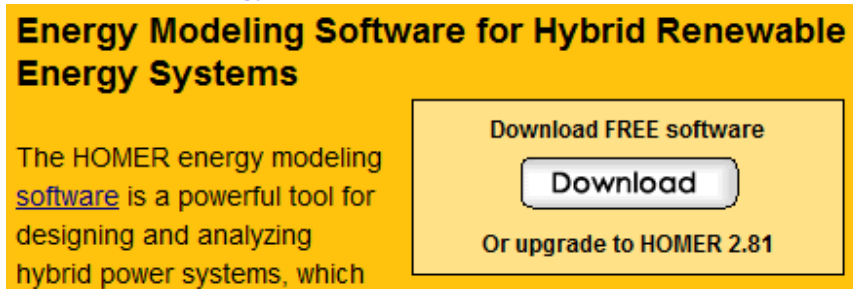 Energy Modeling Software for Hybrid Renewable
Energy Systems
The HOMER energy modeling
software is a powerful tool for
designing and analyzing
hybrid power systems, which
Download FREE software
Download
Or upgrade to HOMER 2.81